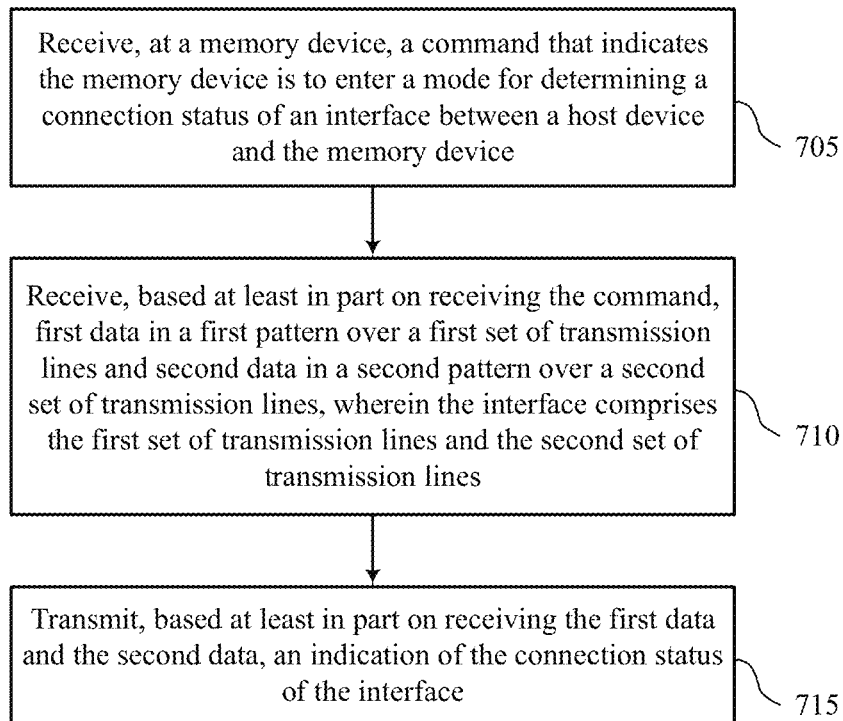 Receive, at a memory device, a command that indicates
the memory device is to enter a mode for determining a
connection status of an interface between a host device
and the memory device
705
Receive, based at least in part on receiving the command,
first data in a first pattern over a first set of transmission
lines and second data in a second pattern over a second
set of transmission lines, wherein the interface comprises
the first set of transmission lines and the second set of
transmission lines
710
Transmit, based at least in part on receiving the first data
and the second data, an indication of the connection status
of the interface
715